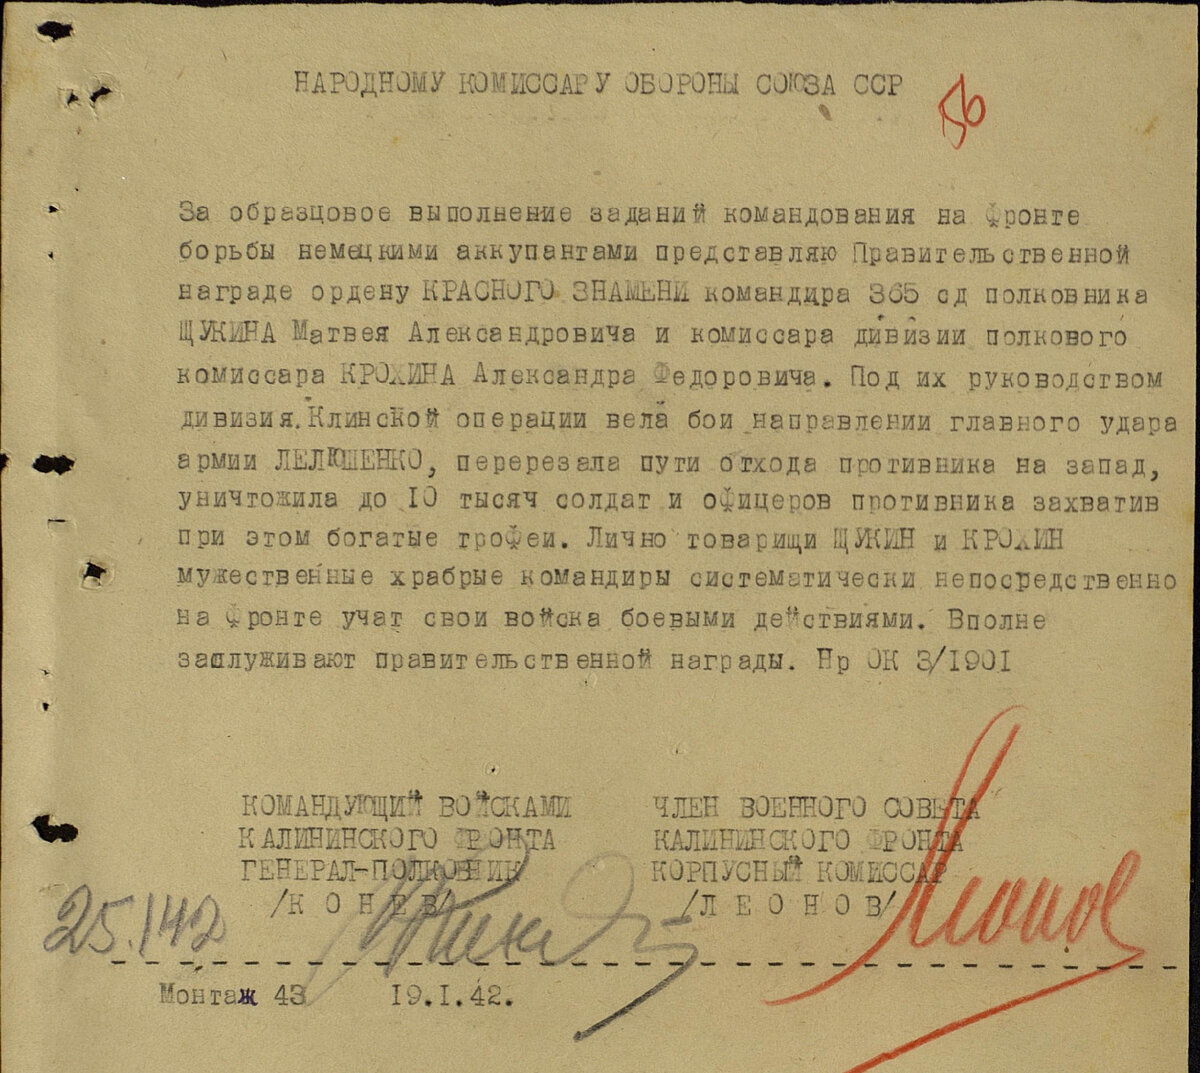 НАРОДНОМУ КОМИССАРУ ОБОРОНЫ СОЮЗА ССР
56
За образцовое выполнение заданий командования на фронте
борьбы немецкими аккупантами представляю Правительственной
награде ордену КРАСНОГО ЗНАМЕНИ командира 365 сд полковника
ЩУКИНА Матвея Александровича и комиссара дивизии полкового
комиссара КРОХИНА Александра Федоровича. Под их руководством
дивизия.Клинской операции вела бои направлении главного удара
армии ЛЕЛЮШЕНКО, перерезала пути отхода противника на запад,
уничтожила до 10 тысяч солдат и офицеров противника захватив
при этом богатые трофеи. Лично товарищи ЩУКИН и КРОХИН
мужественные храбрые командиры систематически непосредственно
на фронте учат свои войска боевыми действиями. Вполне
заслуживают правительственной награды. Нр ОК 3/1901
КОМАНДУЮЩИЙ ВОЙСКАМИ ЧЛЕН ВОЕННОГО СОВЕТА
КАЛИНИНСКОГО ФРОНТА КАЛИНИНСКОГО ФРОНТА
ГЕНЕРАЛ-ПОЛКОВНИК КОРПУСНЫЙ КОМИССАР
/К О Н Е В/ /Л Е О Н О В/
25.1 42 Леонов
Монтаж 43 19.I.42.